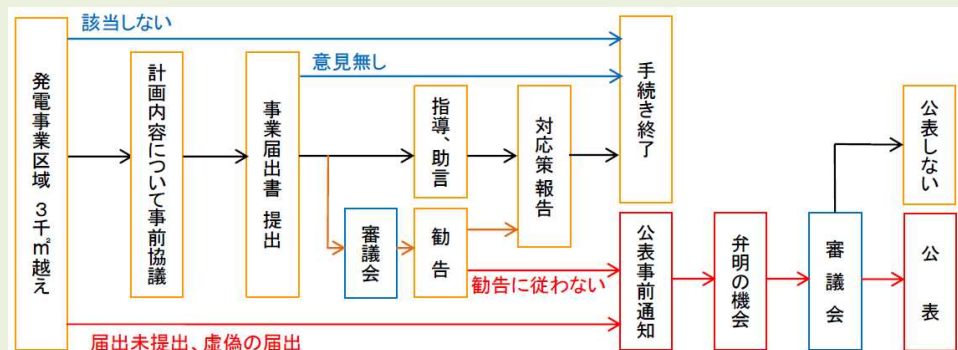 該当しない
意見無し
発電事業区域 3千㎡越え
計画内容について事前協議
事業届出書 提出
指導、助言
対応策報告
手続き終了
公表しない
審議会
勧告
勧告に従わない
公表事前通知
弁明の機会
審議会
公表
届出未提出、虚偽の届出